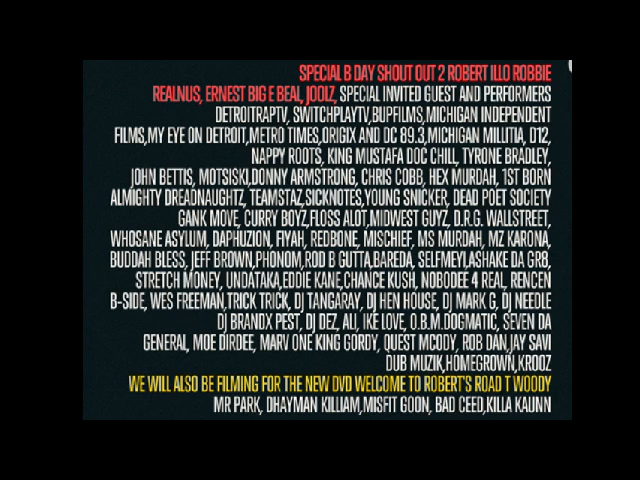 SPECIAL B DAY SHOUT OUT 2 ROBERT ILLO ROBBIE
REALNUS, ERNEST BIG E BEAL, JOOLZ, SPECIAL INVITED GUEST AND PERFORMERS
DETROITRAPTV, SWITCHPLAYTV,BUPFILMS,MICHIGAN INDEPENDENT
FILMS,MY EYE ON DETROIT,METRO TIMES,ORIGIX AND DC 89.3,MICHIGAN MILLITIA, D12,
NAPPY ROOTS, KING MUSTAFA DOC CHILL, TYRONE BRADLEY,
JOHN BETTIS, MOTSISKI,DONNY ARMSTRONG, CHRIS COBB, HEX MURDAH, 1ST BORN
ALMIGHTY DREADNAUGHTZ, TEAMSTAZ,SICKNOTES,YOUNG SNICKER, DEAD POET SOCIETY
GANK MOVE, CURRY BOYZ,FLOSS ALOT,MIDWEST GUYZ, D.R.G. WALLSTREET,
WHOSANE ASYLUM, DAPHUZION, FIYAH, REDBONE, MISCHIEF, MS MURDAH, MZ KARONA,
BUDDAH BLESS, JEFF BROWN,PHONOM,ROD B GUTTA,BAREDA, SELFMEYI,ASHAKE DA GR8,
STRETCH MONEY, UNDATAKA,EDDIE KANE,CHANCE KUSH, NOBODEE 4 REAL, RENCEN
B-SIDE, WES FREEMAN,TRICK TRICK, DJ TANGARAY, DJ HEN HOUSE, DJ MARK G, DJ NEEDLE
DJ BRANDX PEST, DJ DEZ, ALI, IKE LOVE, O.B.M.DOGMATIC, SEVEN DA
GENERAL, MOE DIRDEE, MARV ONE KING GORDY, QUEST MCODY, ROB DAN,JAY SAVI
DUB MUZIK,HOMEGROWN,KROOZ
WE WILL ALSO BE FILMING FOR THE NEW DVD WELCOME TO ROBERT'S ROAD T WOODY
MR PARK, DHAYMAN KILLIAM,MISFIT GOON, BAD CEED,KILLA KAUNN